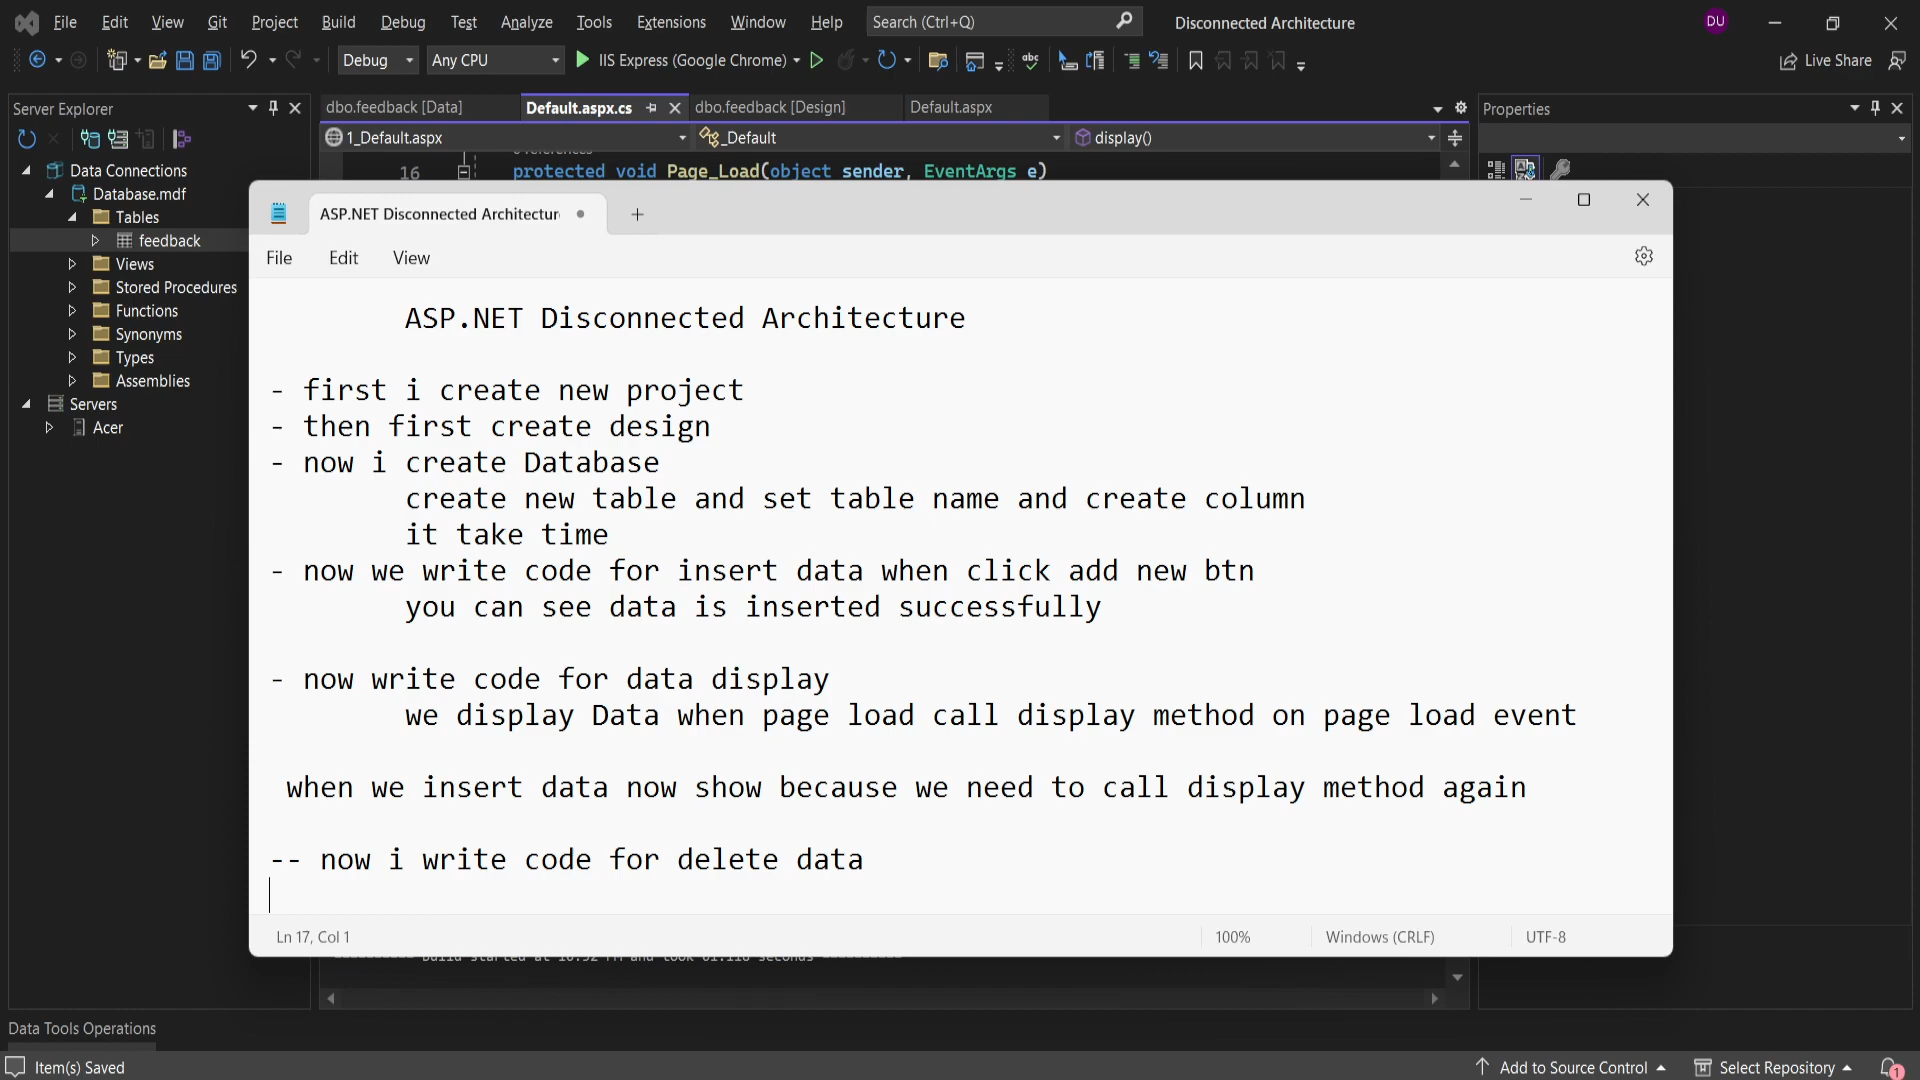 File Edit View Git Project Build Debug Test Analyze Tools Extensions Window Help Search (Ctrl+Q) Disconnected Architecture DU
Debug Any CPU IIS Express (Google Chrome) Live Share
Server Explorer
dbo.feedback [Data] Default.aspx.cs dbo.feedback [Design] Default.aspx
Properties
1_Default.aspx _Default display()
16 protected void Page_Load(object sender, EventArgs e)
Data Connections
Database.mdf
Tables
feedback
Views
Stored Procedures
Functions
Synonyms
Types
Assemblies
Servers
Acer
ASP.NET Disconnected Architectur
File Edit View
ASP.NET Disconnected Architecture
- first i create new project
- then first create design
- now i create Database
create new table and set table name and create column
it take time
- now we write code for insert data when click add new btn
you can see data is inserted successfully
- now write code for data display
we display Data when page load call display method on page load event
when we insert data now show because we need to call display method again
-- now i write code for delete data
Ln 17, Col 1 100% Windows (CRLF) UTF-8
Data Tools Operations
Item(s) Saved Add to Source Control Select Repository 1